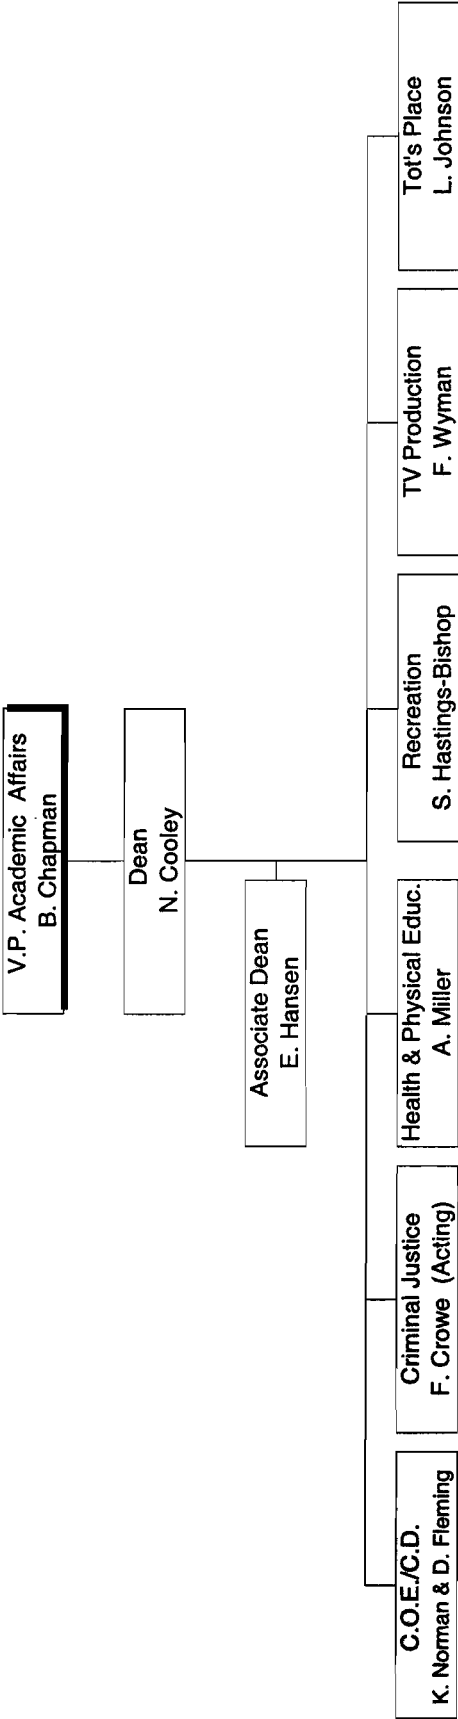 V.P. Academic Affairs
B. Chapman
Dean
N. Cooley
Associate Dean
E. Hansen
C.O.E./C.D.
K. Norman & D. Fleming
Criminal Justice
F. Crowe (Acting)
Health & Physical Educ.
A. Miller
Recreation
S. Hastings-Bishop
TV Production
F. Wyman
Tot's Place
L. Johnson